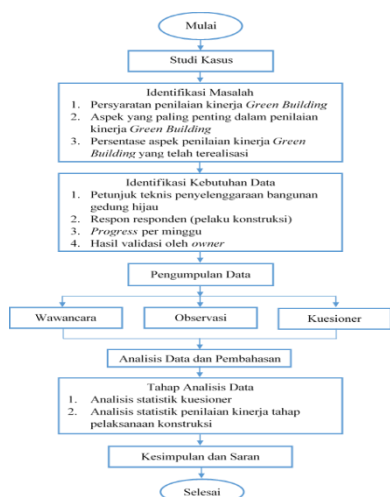 Mulai
Studi Kasus
Identifikasi Masalah
1. Persyaratan penilaian kinerja Green Building
2. Aspek yang paling penting dalam penilaian
kinerja Green Building
3. Persentase aspek penilaian kinerja Green
Building yang telah terealisasi
Identifikasi Kebutuhan Data
1. Petunjuk teknis penyelenggaraan bangunan
gedung hijau
2. Respon responden (pelaku konstruksi)
3. Progress per minggu
4. Hasil validasi oleh owner
Pengumpulan Data
Wawancara
Observasi
Kuesioner
Analisis Data dan Pembahasan
Tahap Analisis Data
1. Analisis statistik kuesioner
2. Analisis statistik penilaian kinerja tahap
pelaksanaan konstruksi
Kesimpulan dan Saran
Selesai